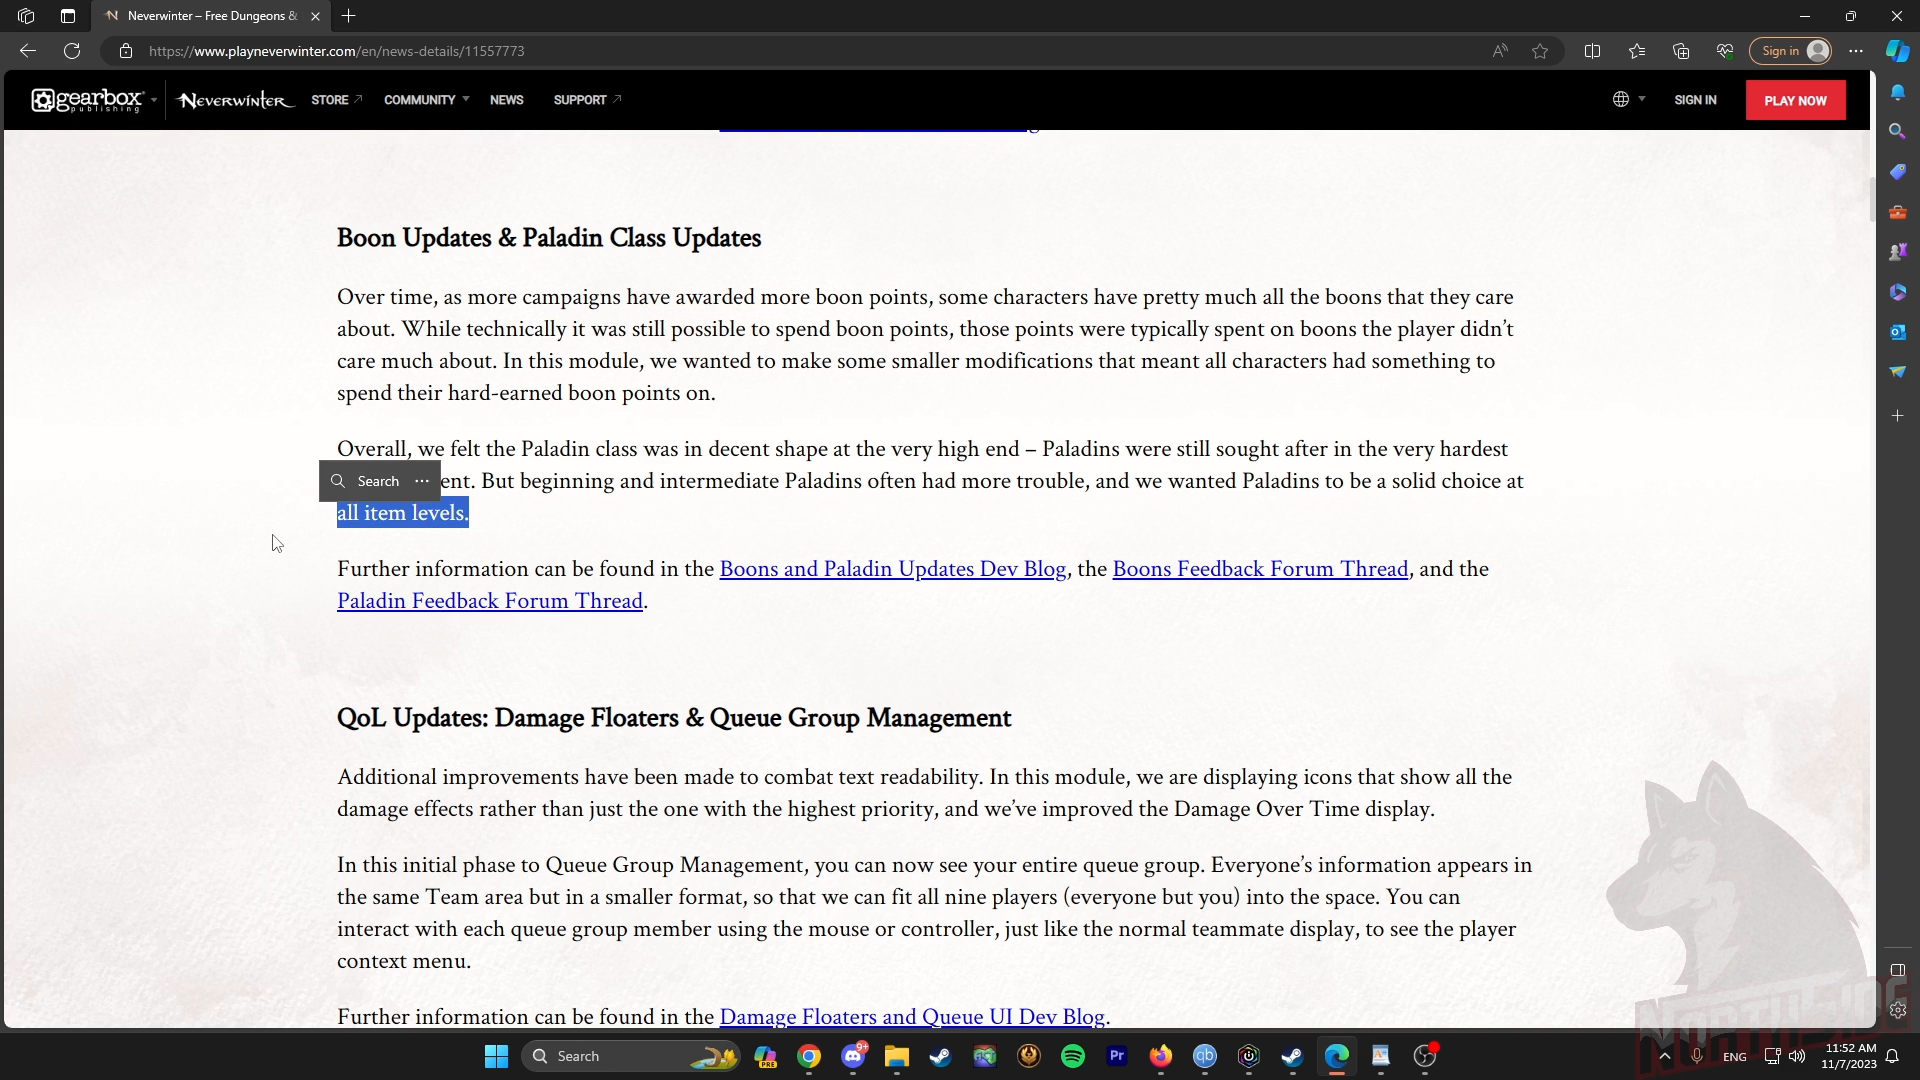 Neverwinter – Free Dungeons &
https://www.playneverwinter.com/en/news-details/11557773
Sign in
gearbox publishing
NEVERWINTER
STORE
COMMUNITY
NEWS
SUPPORT
SIGN IN
PLAY NOW
Boon Updates & Paladin Class Updates
Over time, as more campaigns have awarded more boon points, some characters have pretty much all the boons that they care
about. While technically it was still possible to spend boon points, those points were typically spent on boons the player didn’t
care much about. In this module, we wanted to make some smaller modifications that meant all characters had something to
spend their hard-earned boon points on.
Overall, we felt the Paladin class was in decent shape at the very high end – Paladins were still sought after in the very hardest
Search ent. But beginning and intermediate Paladins often had more trouble, and we wanted Paladins to be a solid choice at
all item levels.
Further information can be found in the Boons and Paladin Updates Dev Blog, the Boons Feedback Forum Thread, and the
Paladin Feedback Forum Thread.
QoL Updates: Damage Floaters & Queue Group Management
Additional improvements have been made to combat text readability. In this module, we are displaying icons that show all the
damage effects rather than just the one with the highest priority, and we’ve improved the Damage Over Time display.
In this initial phase to Queue Group Management, you can now see your entire queue group. Everyone’s information appears in
the same Team area but in a smaller format, so that we can fit all nine players (everyone but you) into the space. You can
interact with each queue group member using the mouse or controller, just like the normal teammate display, to see the player
context menu.
Further information can be found in the Damage Floaters and Queue UI Dev Blog.
Search
PRE
9+
Pr
qb
ENG
11:52 AM
11/7/2023